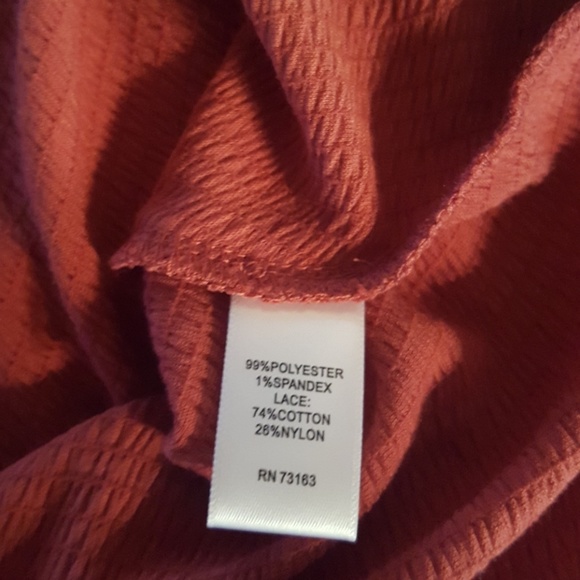 99%POLYESTER
1%SPANDEX
LACE:
74%COTTON
26%NYLON
RN 73163